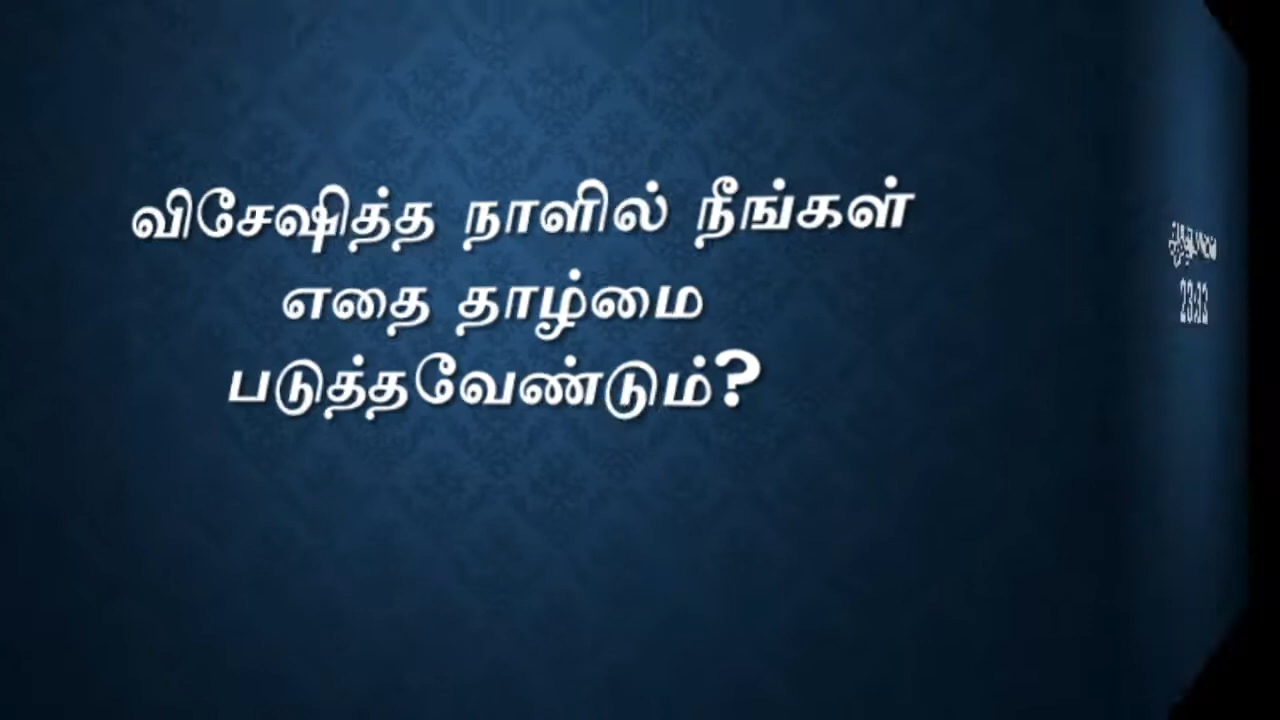 விசேஷித்த நாளில் நீங்கள்
எதை தாழ்மை
படுத்தவேண்டும்?